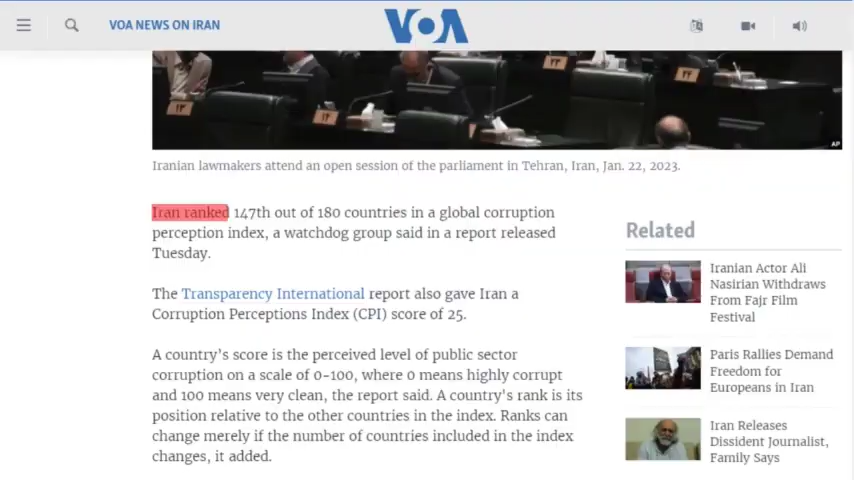 VOA NEWS ON IRAN
VOA
AP
Iranian lawmakers attend an open session of the parliament in Tehran, Iran, Jan. 22, 2023.
Iran ranked 147th out of 180 countries in a global corruption
perception index, a watchdog group said in a report released
Tuesday.
The Transparency International report also gave Iran a
Corruption Perceptions Index (CPI) score of 25.
A country's score is the perceived level of public sector
corruption on a scale of 0-100, where 0 means highly corrupt
and 100 means very clean, the report said. A country's rank is its
position relative to the other countries in the index. Ranks can
change merely if the number of countries included in the index
changes, it added.
Related
Iranian Actor Ali
Nasirian Withdraws
From Fajr Film
Festival
Paris Rallies Demand
Freedom for
Europeans in Iran
Iran Releases
Dissident Journalist,
Family Says